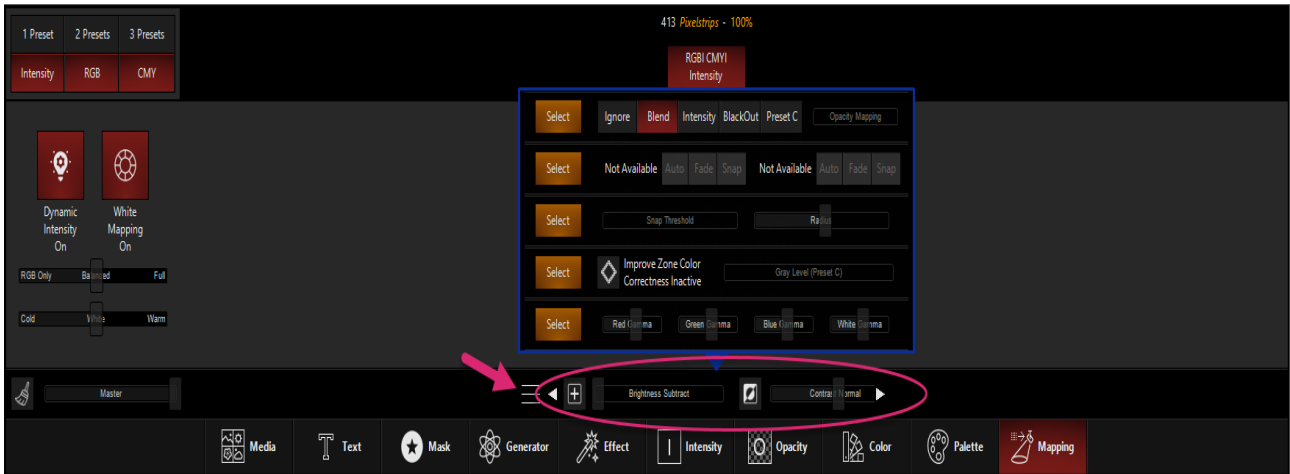 413 Pixelstrips - 100%
1 Preset 2 Presets 3 Presets
Intensity RGB CMY
RGBI CMYI
Intensity
Select Ignore Blend Intensity BlackOut Preset C Opacity Mapping
Select Not Available Auto Fade Snap Not Available Auto Fade Snap
Select Snap Threshold Radius
Select Improve Zone Color
Correctness Inactive Gray Level (Preset C)
Select Red Gamma Green Gamma Blue Gamma White Gamma
Dynamic
Intensity
On
White
Mapping
On
RGB Only Balanced Full
Cold White Warm
Master Brightness Subtract Contrast Normal
Media Text Mask Generator Effect Intensity Opacity Color Palette Mapping